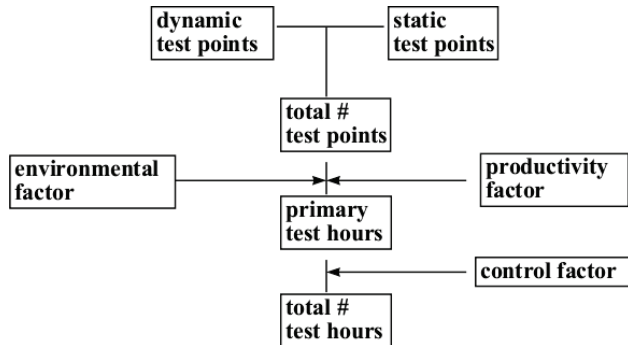 dynamic
test points
static
test points
total #
test points
environmental
factor
productivity
factor
primary
test hours
control factor
total #
test hours